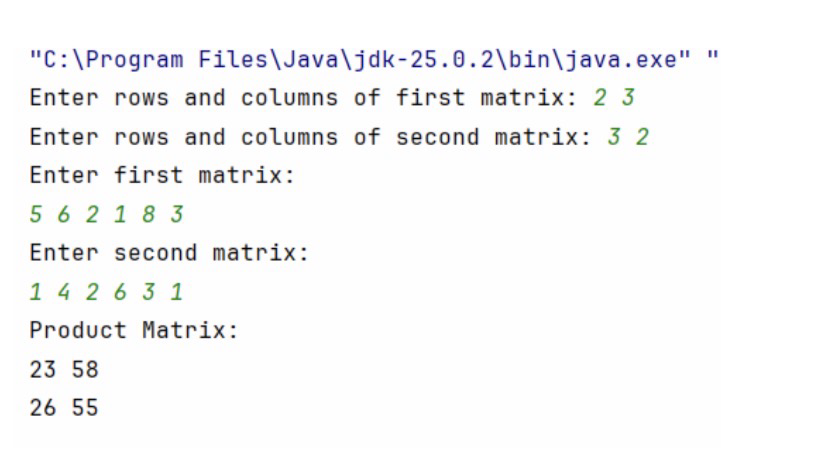 "C:\Program Files\Java\jdk-25.0.2\bin\java.exe" "
Enter rows and columns of first matrix: 2 3
Enter rows and columns of second matrix: 3 2
Enter first matrix:
5 6 2 1 8 3
Enter second matrix:
1 4 2 6 3 1
Product Matrix:
23 58
26 55